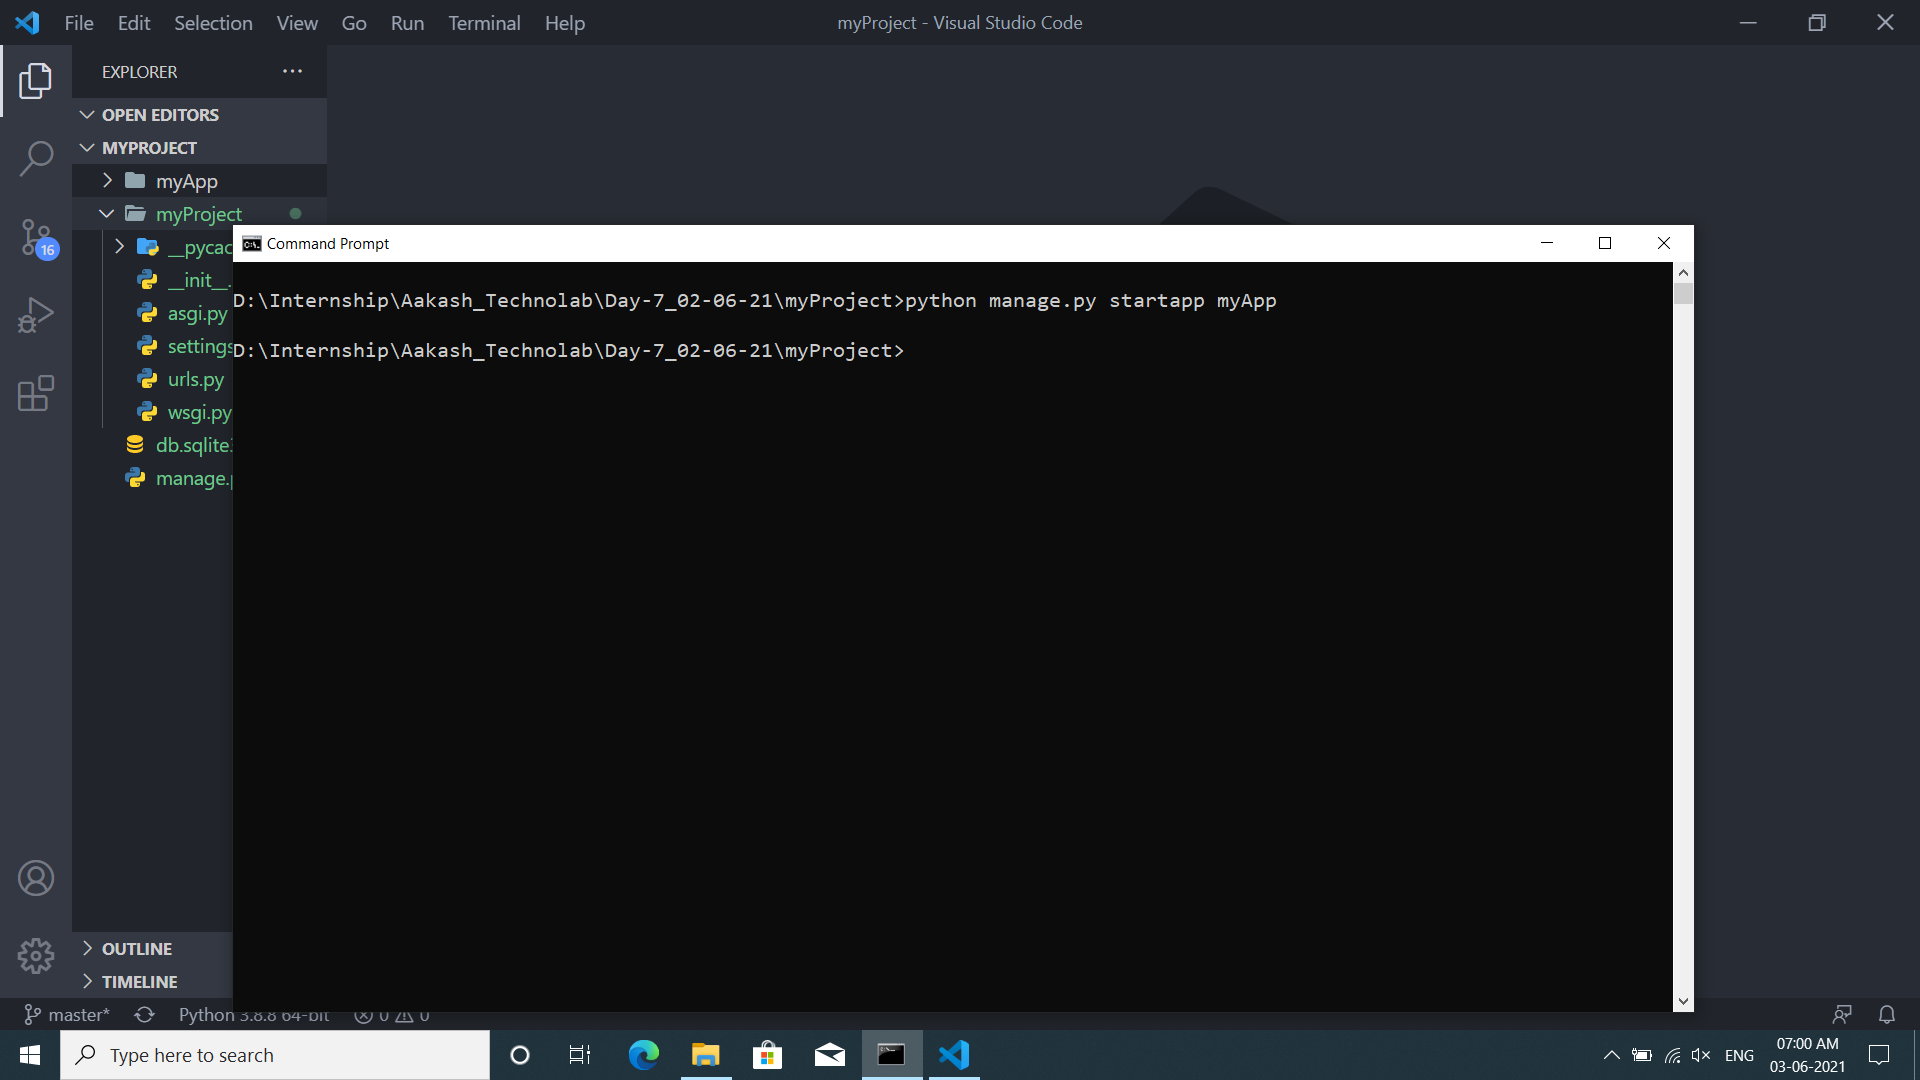 File Edit Selection View Go Run Terminal Help
myProject - Visual Studio Code
EXPLORER
OPEN EDITORS
MYPROJECT
myApp
myProject
16
Command Prompt
__pycac
__init__.
asgi.py
settings
urls.py
wsgi.py
db.sqlite3
manage.p
D:\Internship\Aakash_Technolab\Day-7_02-06-21\myProject>python manage.py startapp myApp
D:\Internship\Aakash_Technolab\Day-7_02-06-21\myProject>
OUTLINE
TIMELINE
master* Python 3.8.8 64-bit 0 0
Type here to search
ENG
07:00 AM
03-06-2021